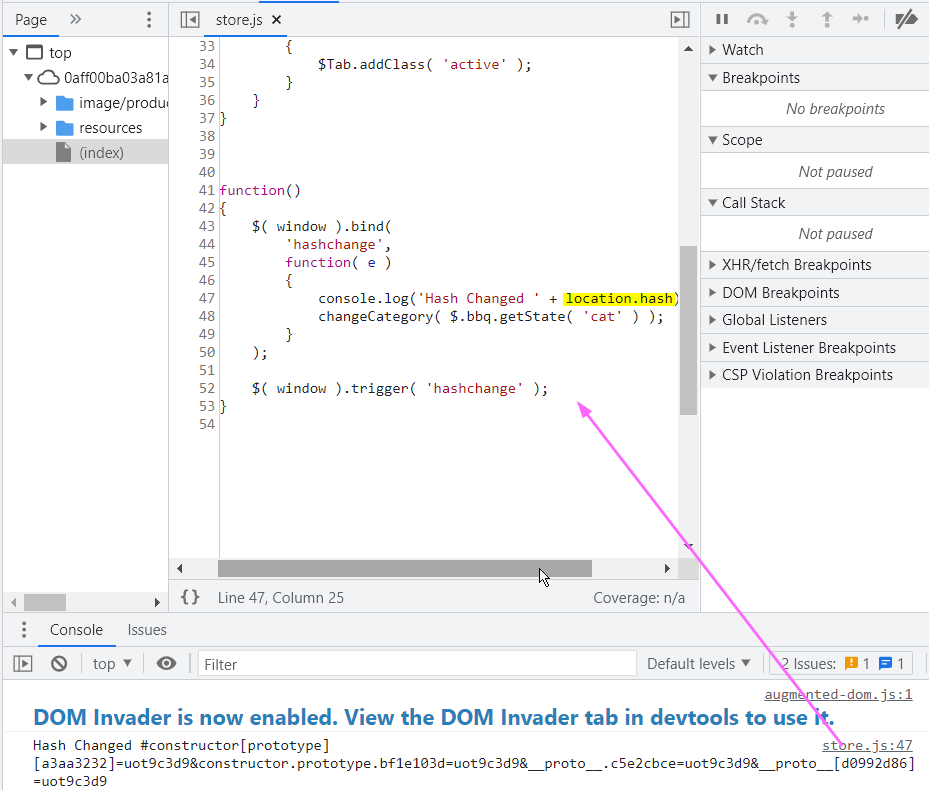 Page
store.js
top
0aff00ba03a81a
image/produ
resources
(index)
33 {
34 $Tab.addClass( 'active' );
35 }
36 }
37 }
38
39
40
41 function()
42 {
43 $( window ).bind(
44 'hashchange',
45 function( e )
46 {
47 console.log('Hash Changed ' + location.hash)
48 changeCategory( $.bbq.getState( 'cat' ) );
49 }
50 );
51
52 $( window ).trigger( 'hashchange' );
53 }
54
{} Line 47, Column 25 Coverage: n/a
Watch
Breakpoints
No breakpoints
Scope
Not paused
Call Stack
Not paused
XHR/fetch Breakpoints
DOM Breakpoints
Global Listeners
Event Listener Breakpoints
CSP Violation Breakpoints
Console Issues
top Filter Default levels 2 Issues: 1 1
augmented-dom.js:1
DOM Invader is now enabled. View the DOM Invader tab in devtools to use it.
Hash Changed #constructor[prototype] store.js:47
[a3aa3232]=uot9c3d9&constructor.prototype.bf1e103d=uot9c3d9&__proto__.c5e2cbce=uot9c3d9&__proto__[d0992d86]
=uot9c3d9